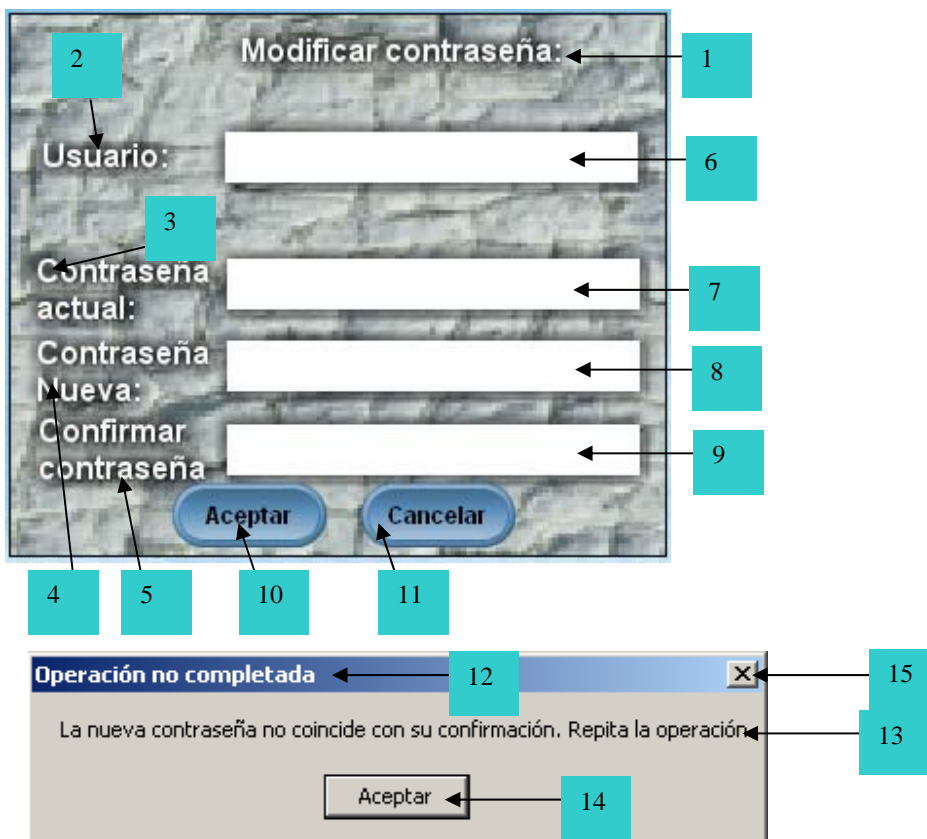 Modificar contraseña:
1
2
Usuario:
6
3
Contraseña
actual:
7
Contraseña
Nueva:
8
Confirmar
contraseña
9
Aceptar
Cancelar
4
5
10
11
Operación no completada
12
15
La nueva contraseña no coincide con su confirmación. Repita la operación
13
Aceptar
14